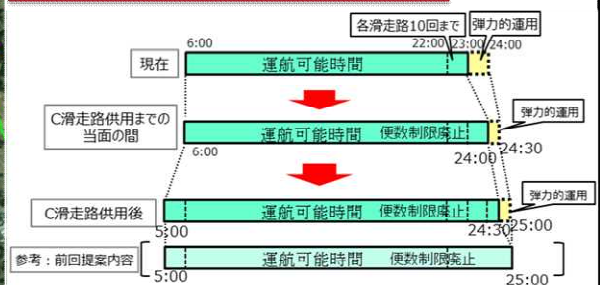 各滑走路10回まで
弾力的運用
6:00
22:00
23:00
24:00
現在
運航可能時間
C滑走路供用までの
当面の間
運航可能時間
便数制限廃止
弾力的運用
6:00
24:00
24:30
C滑走路供用後
運航可能時間
便数制限廃止
弾力的運用
5:00
24:30
25:00
参考:前回提案内容
運航可能時間
便数制限廃止
5:00
25:00